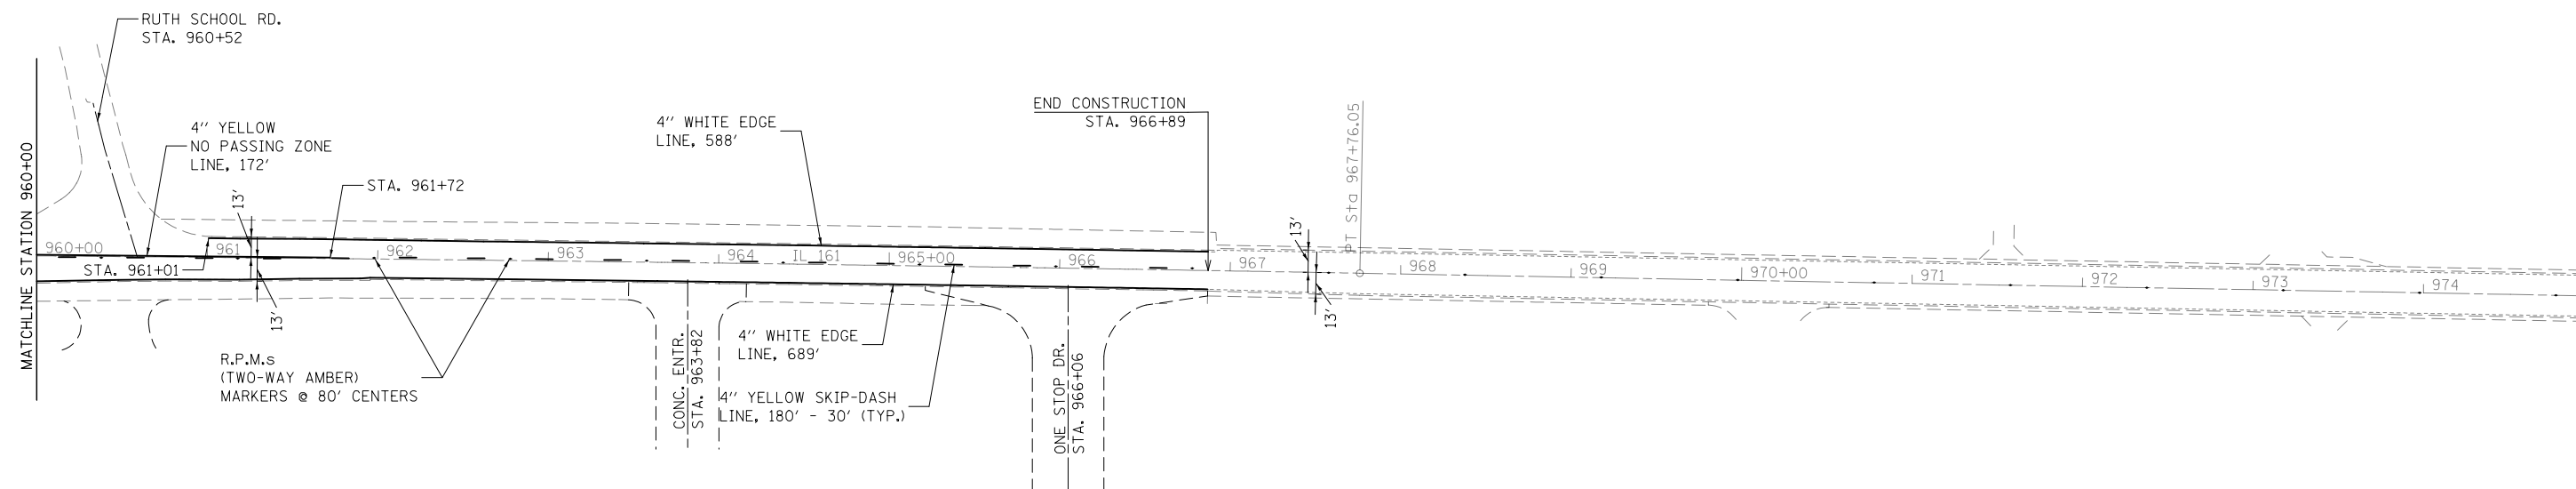 RUTH SCHOOL RD.
STA. 960+52
4" YELLOW
NO PASSING ZONE
LINE, 172'
STA. 961+72
4" WHITE EDGE
LINE, 588'
END CONSTRUCTION
STA. 966+89
PT Sta 967+76.05
MATCHLINE STATION 960+00
13'
13'
960+00
961
962
963
964
IL 161
965+00
966
967
968
969
970+00
971
972
973
974
STA. 961+01
13'
13'
R.P.M.s
(TWO-WAY AMBER)
MARKERS @ 80' CENTERS
CONC. ENTR.
STA. 963+82
4" WHITE EDGE
LINE, 689'
4" YELLOW SKIP-DASH
LINE, 180' - 30' (TYP.)
ONE STOP DR.
STA. 966+06